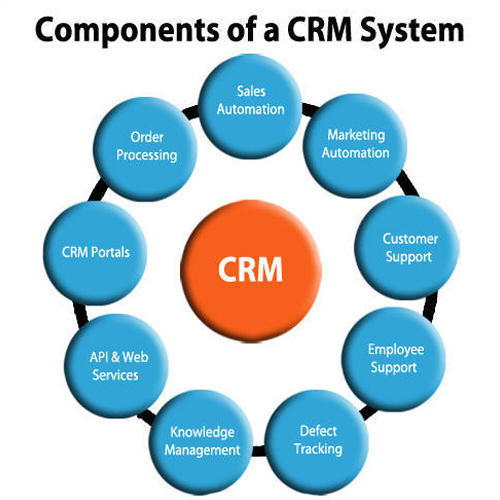 Components of a CRM System
Sales
Automation
Marketing
Automation
Customer
Support
Employee
Support
Defect
Tracking
Knowledge
Management
API & Web
Services
CRM Portals
Order
Processing
CRM